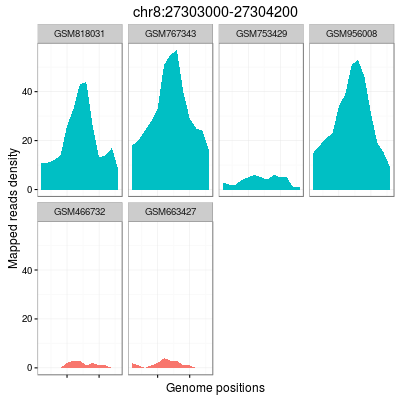 chr8:27303000-27304200
GSM818031 GSM767343 GSM753429 GSM956008
40
20
0
GSM466732 GSM663427
40
20
0
Mapped reads density
Genome positions